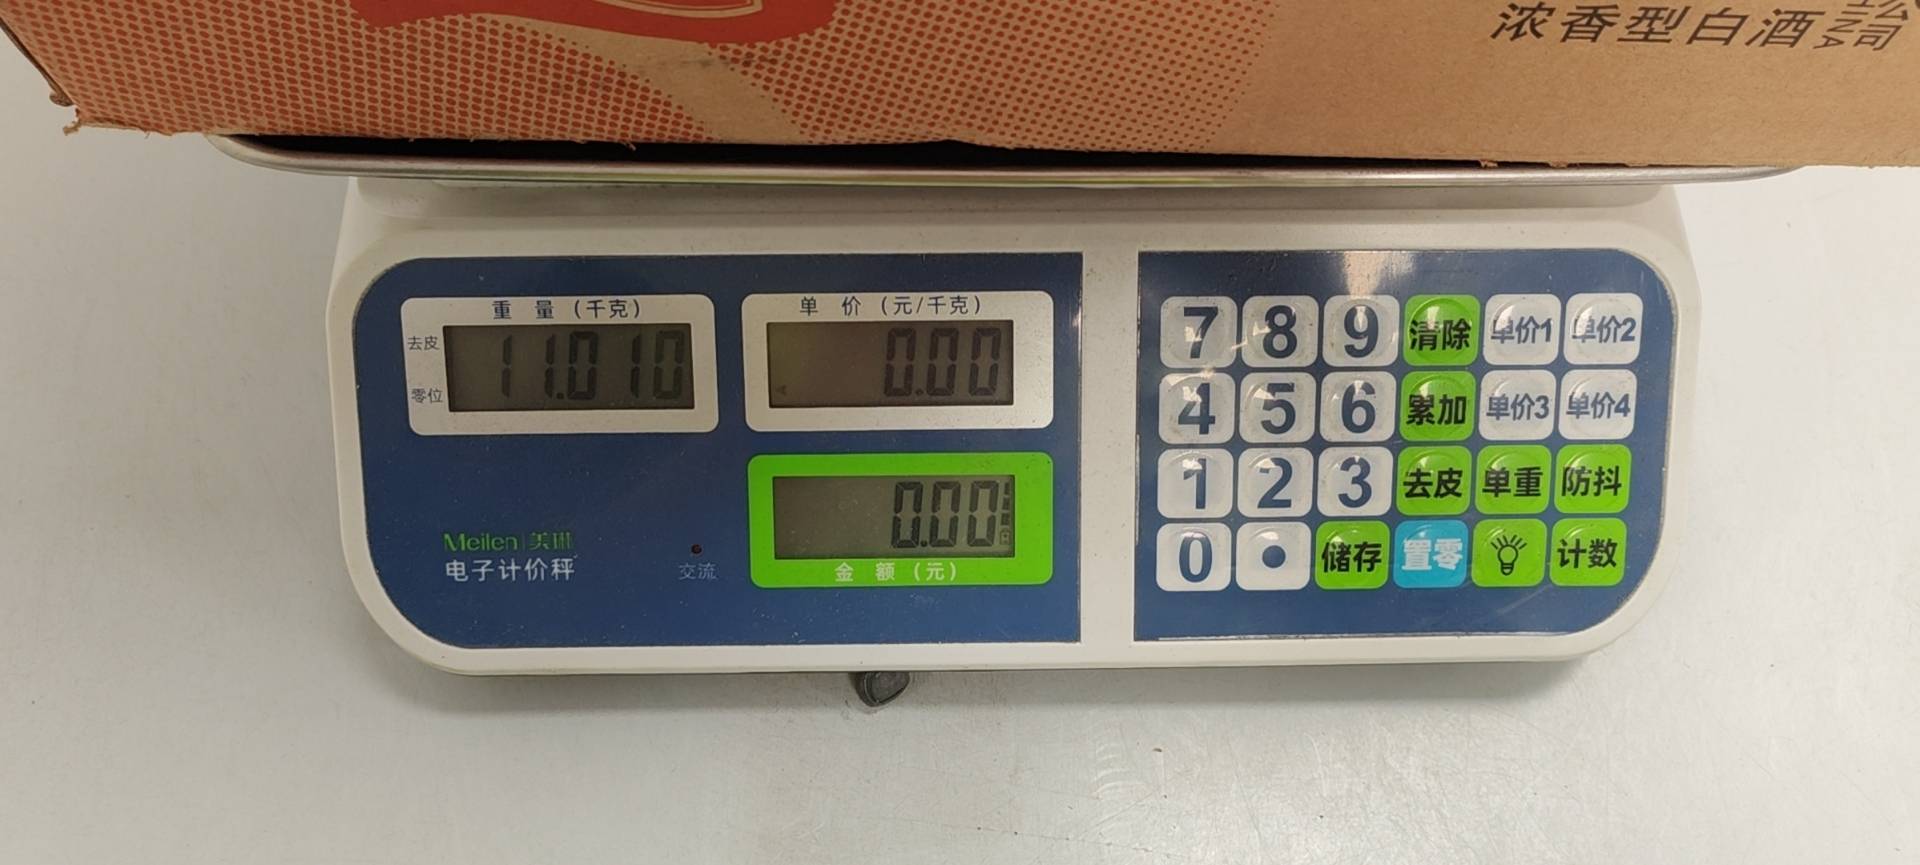 浓香型白酒
重 量 (千克)
去皮
零位
11.010
单 价 (元/千克)
0.00
0.00
金 额 (元)
Meilen 美琳
电子计价秤
交流
7 8 9 清除 单价1 单价2
4 5 6 累加 单价3 单价4
1 2 3 去皮 单重 防抖
0 • 储存 置零 计数